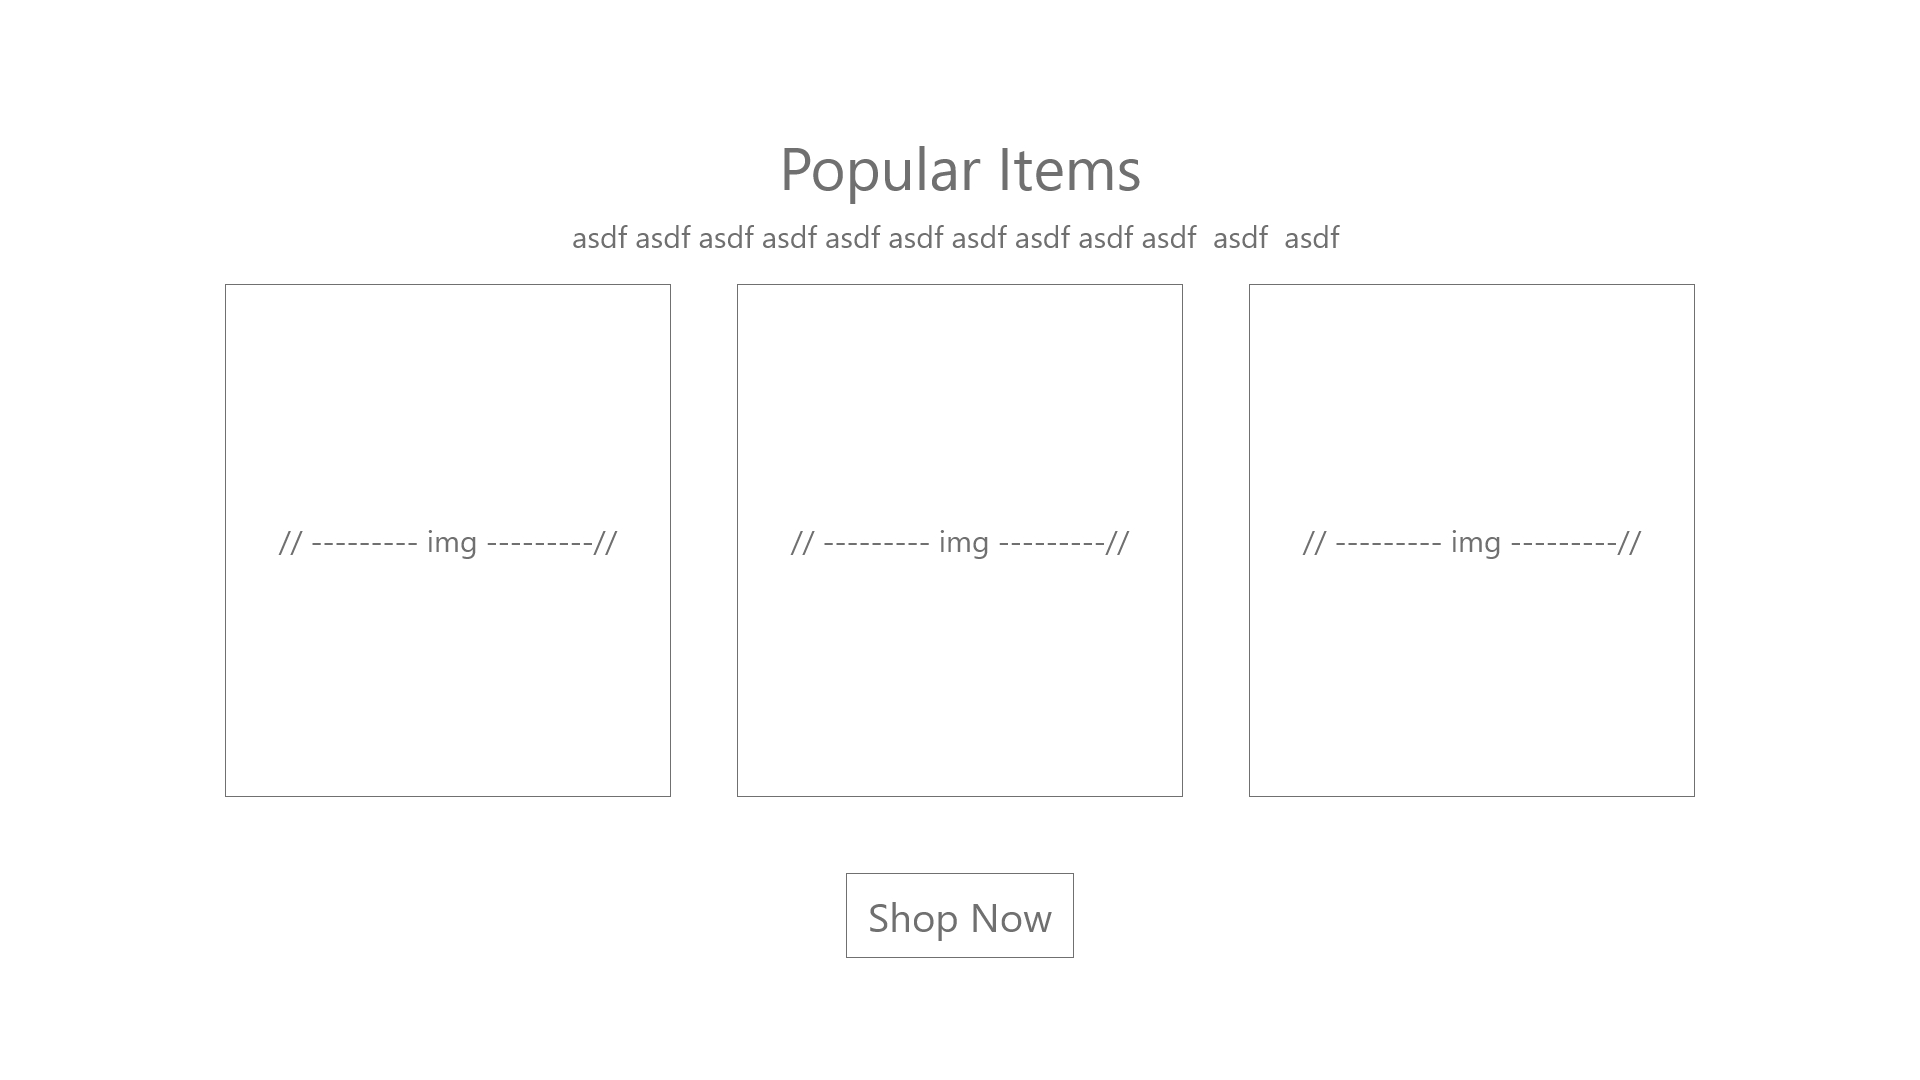 Popular Items
asdf asdf asdf asdf asdf asdf asdf asdf asdf asdf  asdf  asdf
// --------- img ---------//
// --------- img ---------//
// --------- img ---------//
Shop Now